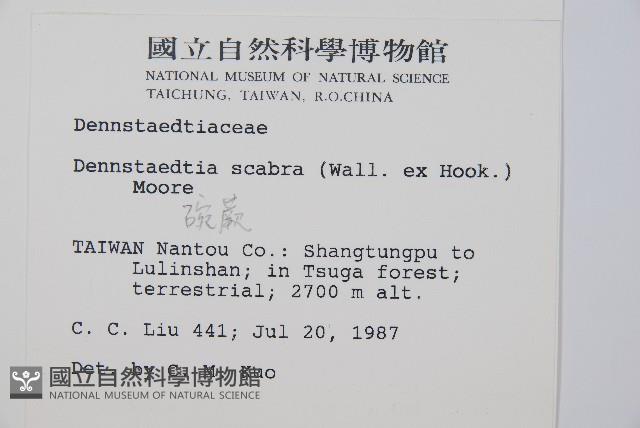 國立自然科學博物館
NATIONAL MUSEUM OF NATURAL SCIENCE
TAICHUNG, TAIWAN, R.O.CHINA
Dennstaedtiaceae
Dennstaedtia scabra (Wall. ex Hook.)
Moore
碗蕨
TAIWAN Nantou Co.: Shangtungpu to
Lulinshan; in Tsuga forest;
terrestrial; 2700 m alt.
C. C. Liu 441; Jul 20, 1987
Det. by C. M. Kuo
國立自然科學博物館
NATIONAL MUSEUM OF NATURAL SCIENCE